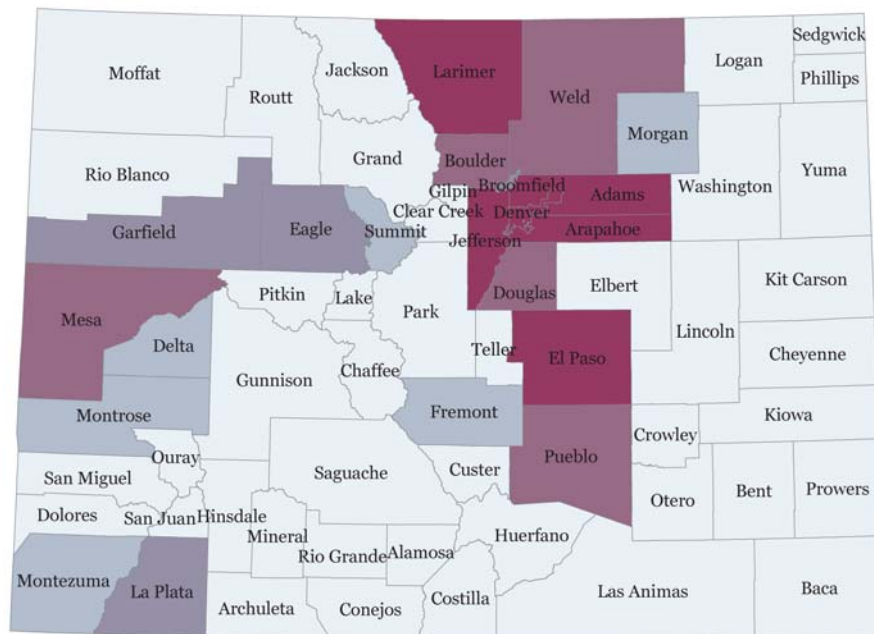 Sedgwick
Moffat
Jackson
Larimer
Logan
Phillips
Routt
Weld
Morgan
Grand
Boulder
Rio Blanco
Yuma
Washington
Gilpin
Broomfield
Adams
Clear Creek
Denver
Garfield
Eagle
Summit
Jefferson
Arapahoe
Kit Carson
Elbert
Pitkin
Lake
Douglas
Park
Mesa
Lincoln
Delta
Teller
El Paso
Cheyenne
Chaffee
Gunnison
Montrose
Fremont
Kiowa
Crowley
Ouray
Pueblo
San Miguel
Saguache
Custer
Otero
Bent
Prowers
Dolores
San Juan
Hinsdale
Mineral
Rio Grande
Alamosa
Huerfano
Montezuma
La Plata
Archuleta
Conejos
Costilla
Las Animas
Baca